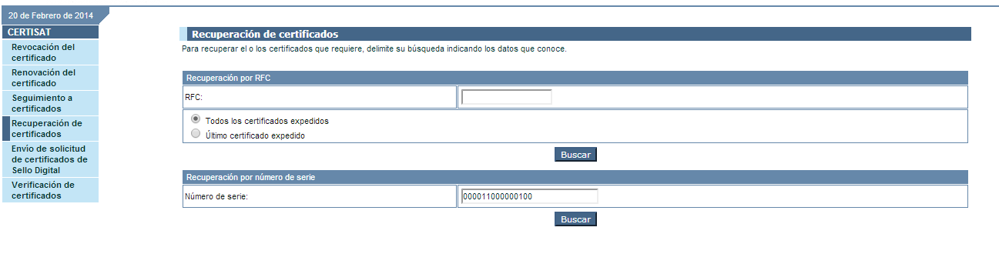 20 de Febrero de 2014
CERTISAT
Revocación del
certificado
Renovación del
certificado
Seguimiento a
certificados
Recuperación de
certificados
Envío de solicitud
de certificados de
Sello Digital
Verificación de
certificados
Recuperación de certificados
Para recuperar el o los certificados que requiere, delimite su búsqueda indicando los datos que conoce.
Recuperación por RFC
RFC:
Todos los certificados expedidos
Último certificado expedido
Buscar
Recuperación por número de serie
Número de serie: 000011000000100
Buscar